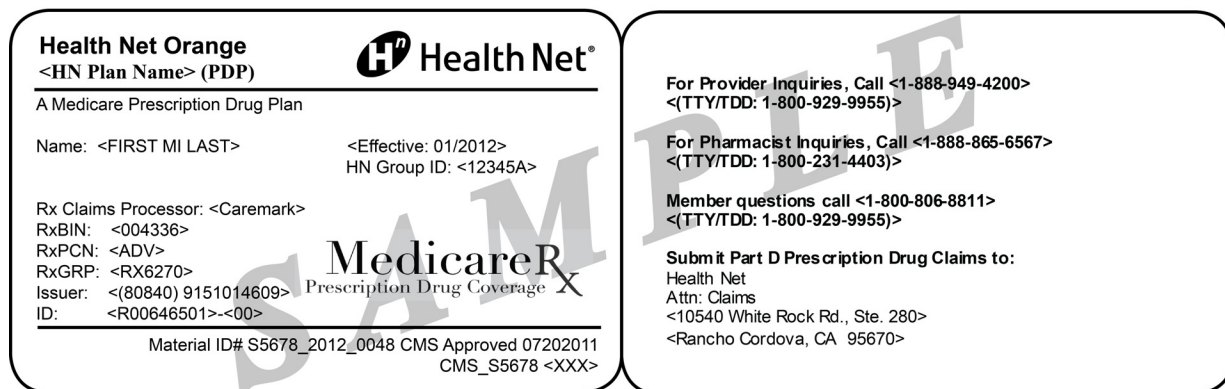 Health Net Orange
<HN Plan Name> (PDP)
Hn Health Net®
A Medicare Prescription Drug Plan
Name: <FIRST MI LAST>
<Effective: 01/2012>
HN Group ID: <12345A>
Rx Claims Processor: <Caremark>
RxBIN: <004336>
RxPCN: <ADV>
RxGRP: <RX6270>
Issuer: <(80840) 9151014609>
ID: <R00646501>-<00>
MedicareRx
Prescription Drug Coverage
Material ID# S5678_2012_0048 CMS Approved 07202011
CMS_S5678 <XXX>
For Provider Inquiries, Call <1-888-949-4200>
<(TTY/TDD: 1-800-929-9955)>
For Pharmacist Inquiries, Call <1-888-865-6567>
<(TTY/TDD: 1-800-231-4403)>
Member questions call <1-800-806-8811>
<(TTY/TDD: 1-800-929-9955)>
Submit Part D Prescription Drug Claims to:
Health Net
Attn: Claims
<10540 White Rock Rd., Ste. 280>
<Rancho Cordova, CA 95670>
SAMPLE